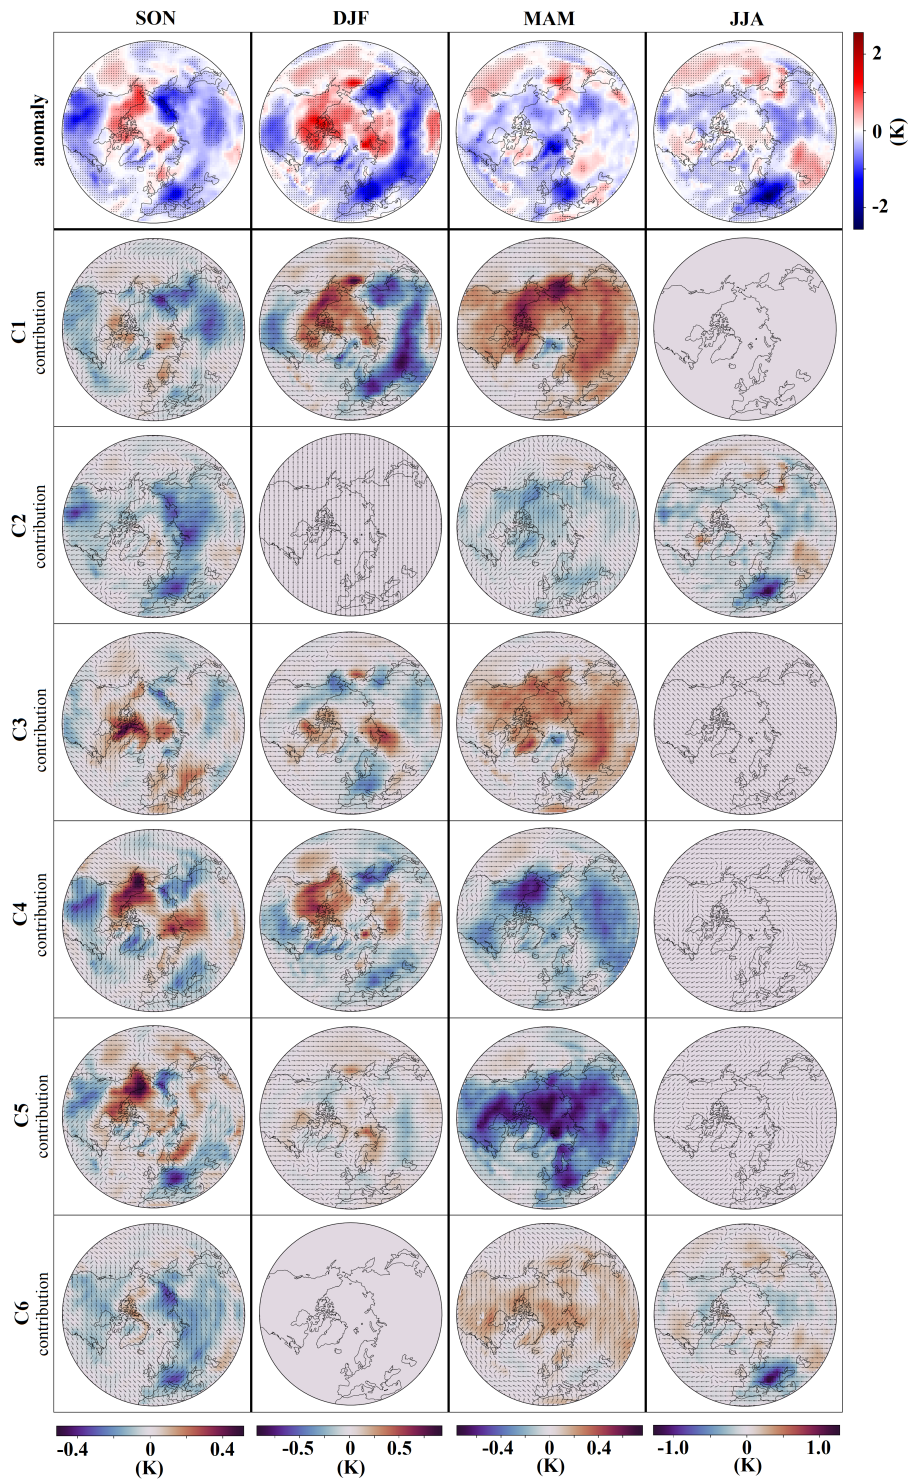 SON DJF MAM JJA
anomaly
2
0
-2
(K)
C1
contribution
C2
contribution
C3
contribution
C4
contribution
C5
contribution
C6
contribution
-0.4 0 0.4 -0.5 0 0.5 -0.4 0 0.4 -1.0 0 1.0
(K) (K) (K) (K)